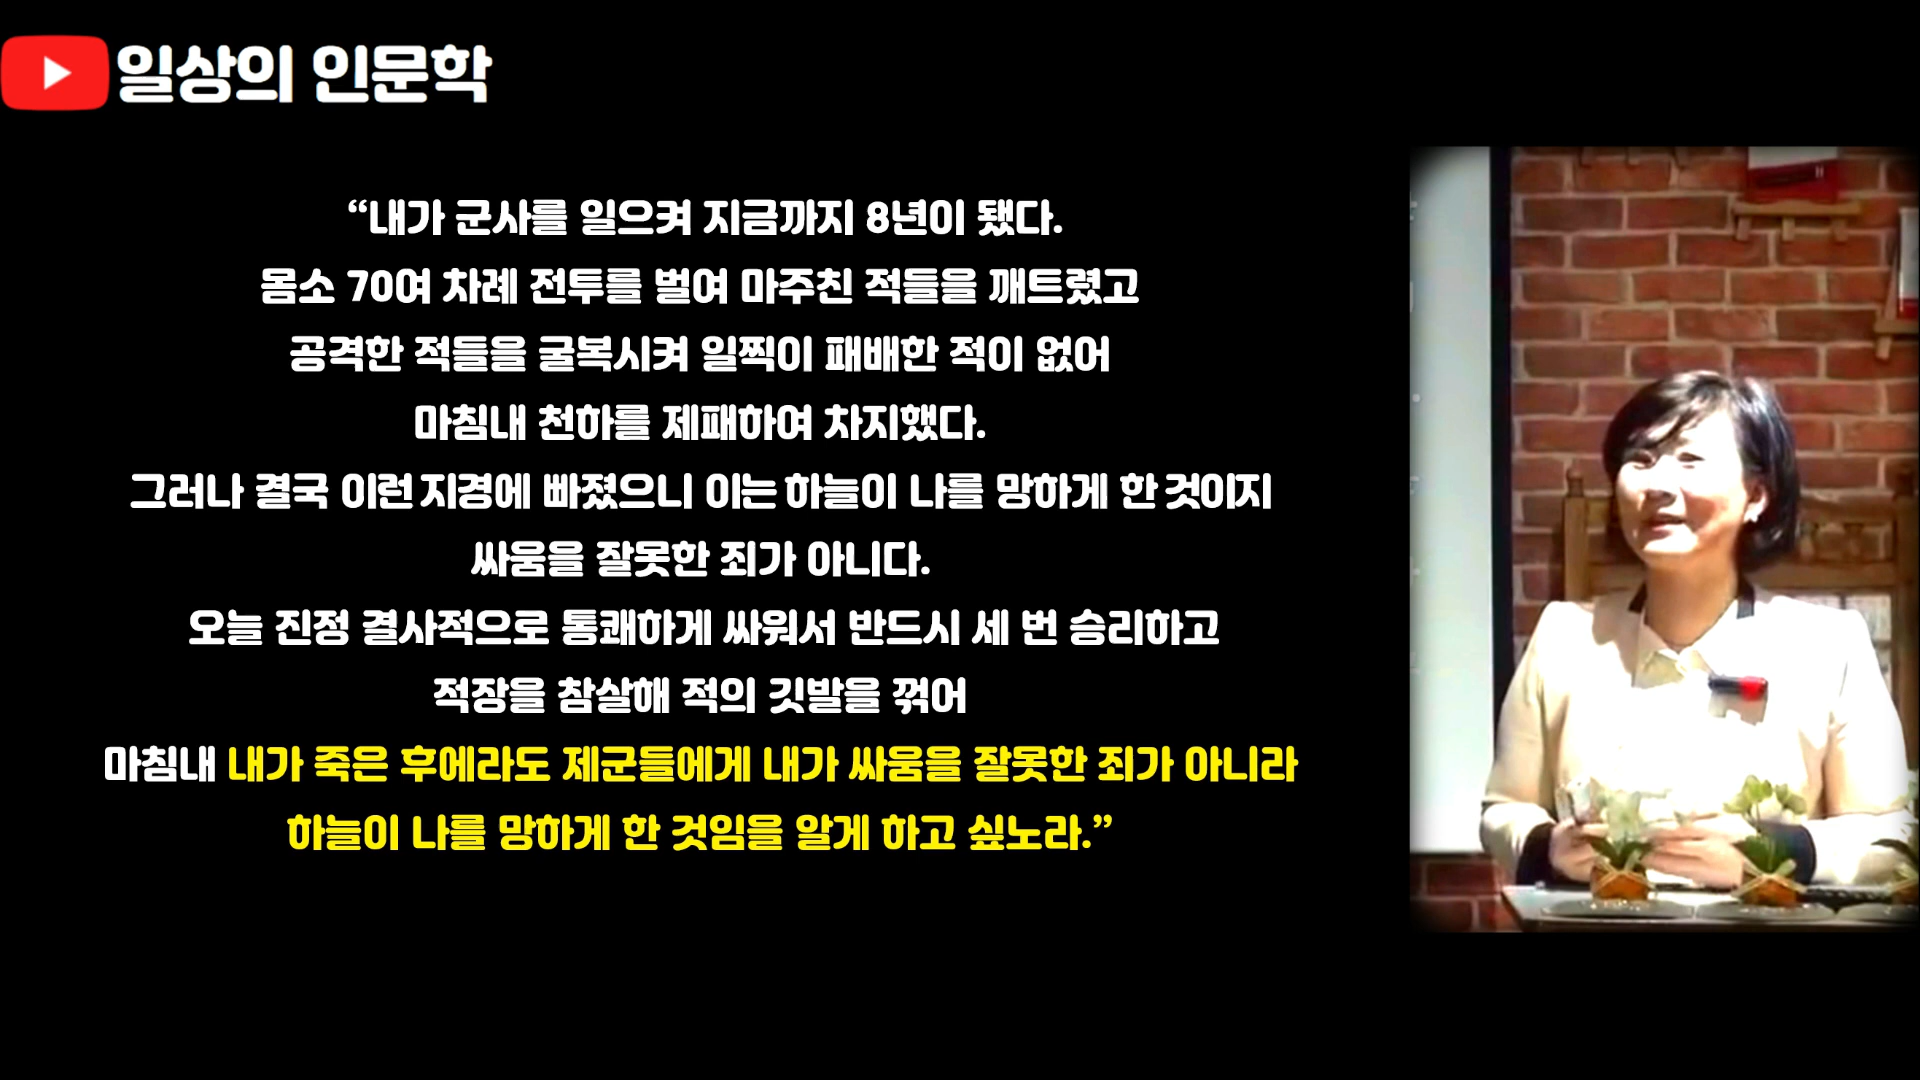 일상의 인문학
“내가 군사를 일으켜 지금까지 8년이 됐다.
몸소 70여 차례 전투를 벌여 마주친 적들을 깨트렸고
공격한 적들을 굴복시켜 일찍이 패배한 적이 없어
마침내 천하를 제패하여 차지했다.
그러나 결국 이런 지경에 빠졌으니 이는 하늘이 나를 망하게 한 것이지
싸움을 잘못한 죄가 아니다.
오늘 진정 결사적으로 통쾌하게 싸워서 반드시 세 번 승리하고
적장을 참살해 적의 깃발을 꺾어
마침내 내가 죽은 후에라도 제군들에게 내가 싸움을 잘못한 죄가 아니라
하늘이 나를 망하게 한 것임을 알게 하고 싶노라.”